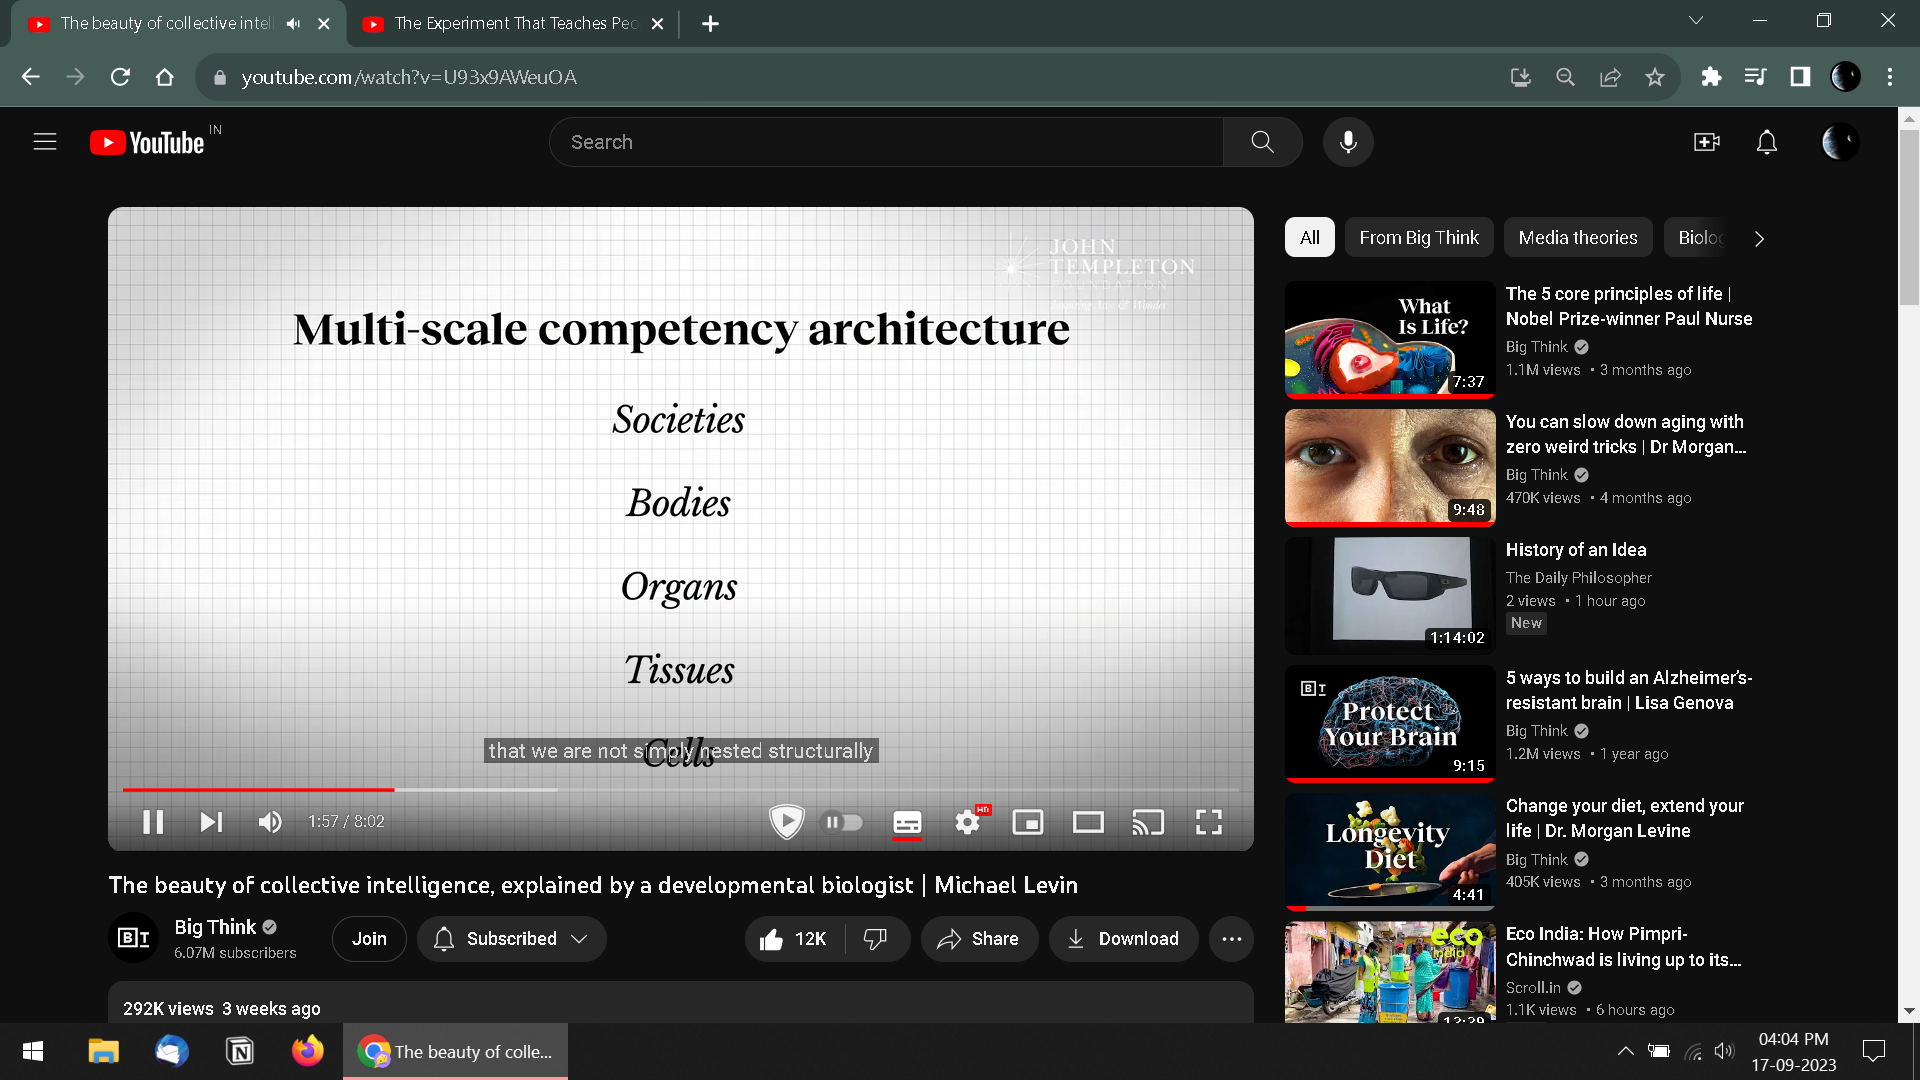 The beauty of collective intel
The Experiment That Teaches Peo
youtube.com/watch?v=U93x9AWeuOA
YouTube IN
Search
JOHN
TEMPLETON
FOUNDATION
Inspiring Awe & Wonder
Multi-scale competency architecture
Societies
Bodies
Organs
Tissues
Cells
that we are not simply nested structurally
1:57 / 8:02
HD
The beauty of collective intelligence, explained by a developmental biologist | Michael Levin
BT
Big Think
6.07M subscribers
Join
Subscribed
12K
Share
Download
292K views 3 weeks ago
All
From Big Think
Media theories
Biolog
What
Is Life?
7:37
The 5 core principles of life |
Nobel Prize-winner Paul Nurse
Big Think
1.1M views • 3 months ago
9:48
You can slow down aging with
zero weird tricks | Dr Morgan...
Big Think
470K views • 4 months ago
1:14:02
History of an Idea
The Daily Philosopher
2 views • 1 hour ago
New
BT
Protect
Your Brain
9:15
5 ways to build an Alzheimer's-
resistant brain | Lisa Genova
Big Think
1.2M views • 1 year ago
Longevity
Diet
4:41
Change your diet, extend your
life | Dr. Morgan Levine
Big Think
405K views • 3 months ago
eco
india
13:39
Eco India: How Pimpri-
Chinchwad is living up to its...
Scroll.in
1.1K views • 6 hours ago
The beauty of colle...
04:04 PM
17-09-2023